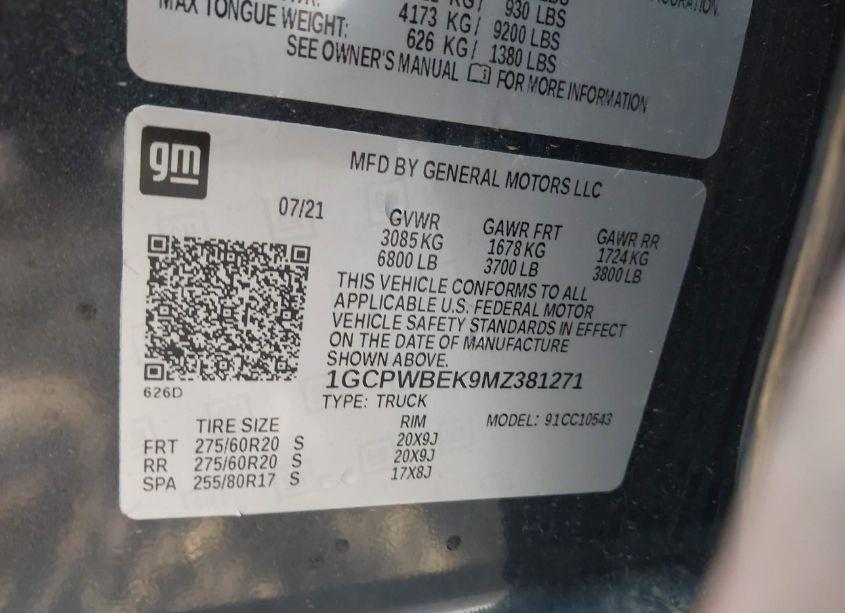 930 LBS
MAX TONGUE WEIGHT: 4173 KG/ 9200 LBS
626 KG/ 1380 LBS
SEE OWNER'S MANUAL FOR MORE INFORMATION
gm
MFD BY GENERAL MOTORS LLC
07/21
GVWR GAWR FRT GAWR RR
3085 KG 1678 KG 1724 KG
6800 LB 3700 LB 3800 LB
THIS VEHICLE CONFORMS TO ALL
APPLICABLE U.S. FEDERAL MOTOR
VEHICLE SAFETY STANDARDS IN EFFECT
ON THE DATE OF MANUFACTURE
SHOWN ABOVE.
1GCPWBEK9MZ381271
626D
TYPE: TRUCK
TIRE SIZE RIM MODEL: 91CC10543
FRT 275/60R20 S 20X9J
RR 275/60R20 S 20X9J
SPA 255/80R17 S 17X8J